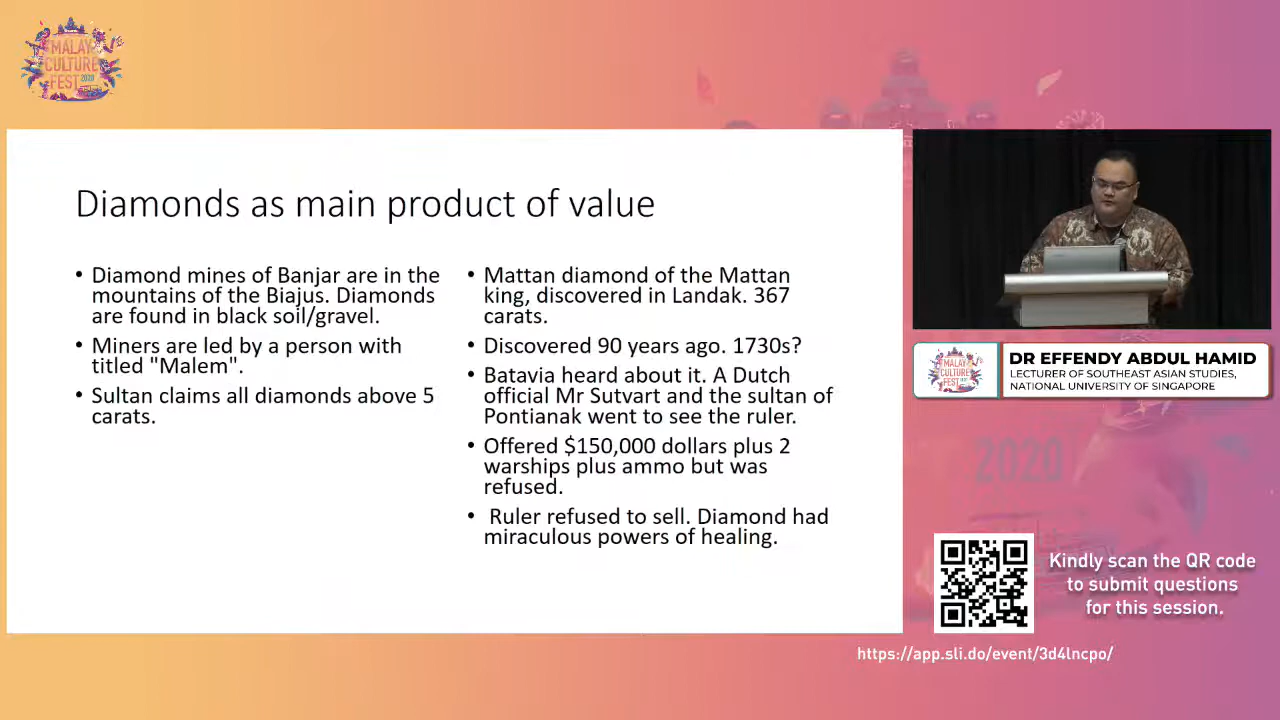 MALAY
CULTURE
FEST 2020
Diamonds as main product of value
• Diamond mines of Banjar are in the
mountains of the Biajus. Diamonds
are found in black soil/gravel.
• Miners are led by a person with
titled "Malem".
• Sultan claims all diamonds above 5
carats.
• Mattan diamond of the Mattan
king, discovered in Landak. 367
carats.
• Discovered 90 years ago. 1730s?
• Batavia heard about it. A Dutch
official Mr Sutvart and the sultan of
Pontianak went to see the ruler.
• Offered $150,000 dollars plus 2
warships plus ammo but was
refused.
• Ruler refused to sell. Diamond had
miraculous powers of healing.
MALAY
CULTURE
FEST
DR EFFENDY ABDUL HAMID
LECTURER OF SOUTHEAST ASIAN STUDIES,
NATIONAL UNIVERSITY OF SINGAPORE
2020
Kindly scan the QR code
to submit questions
for this session.
https://app.sli.do/event/3d4lncpo/